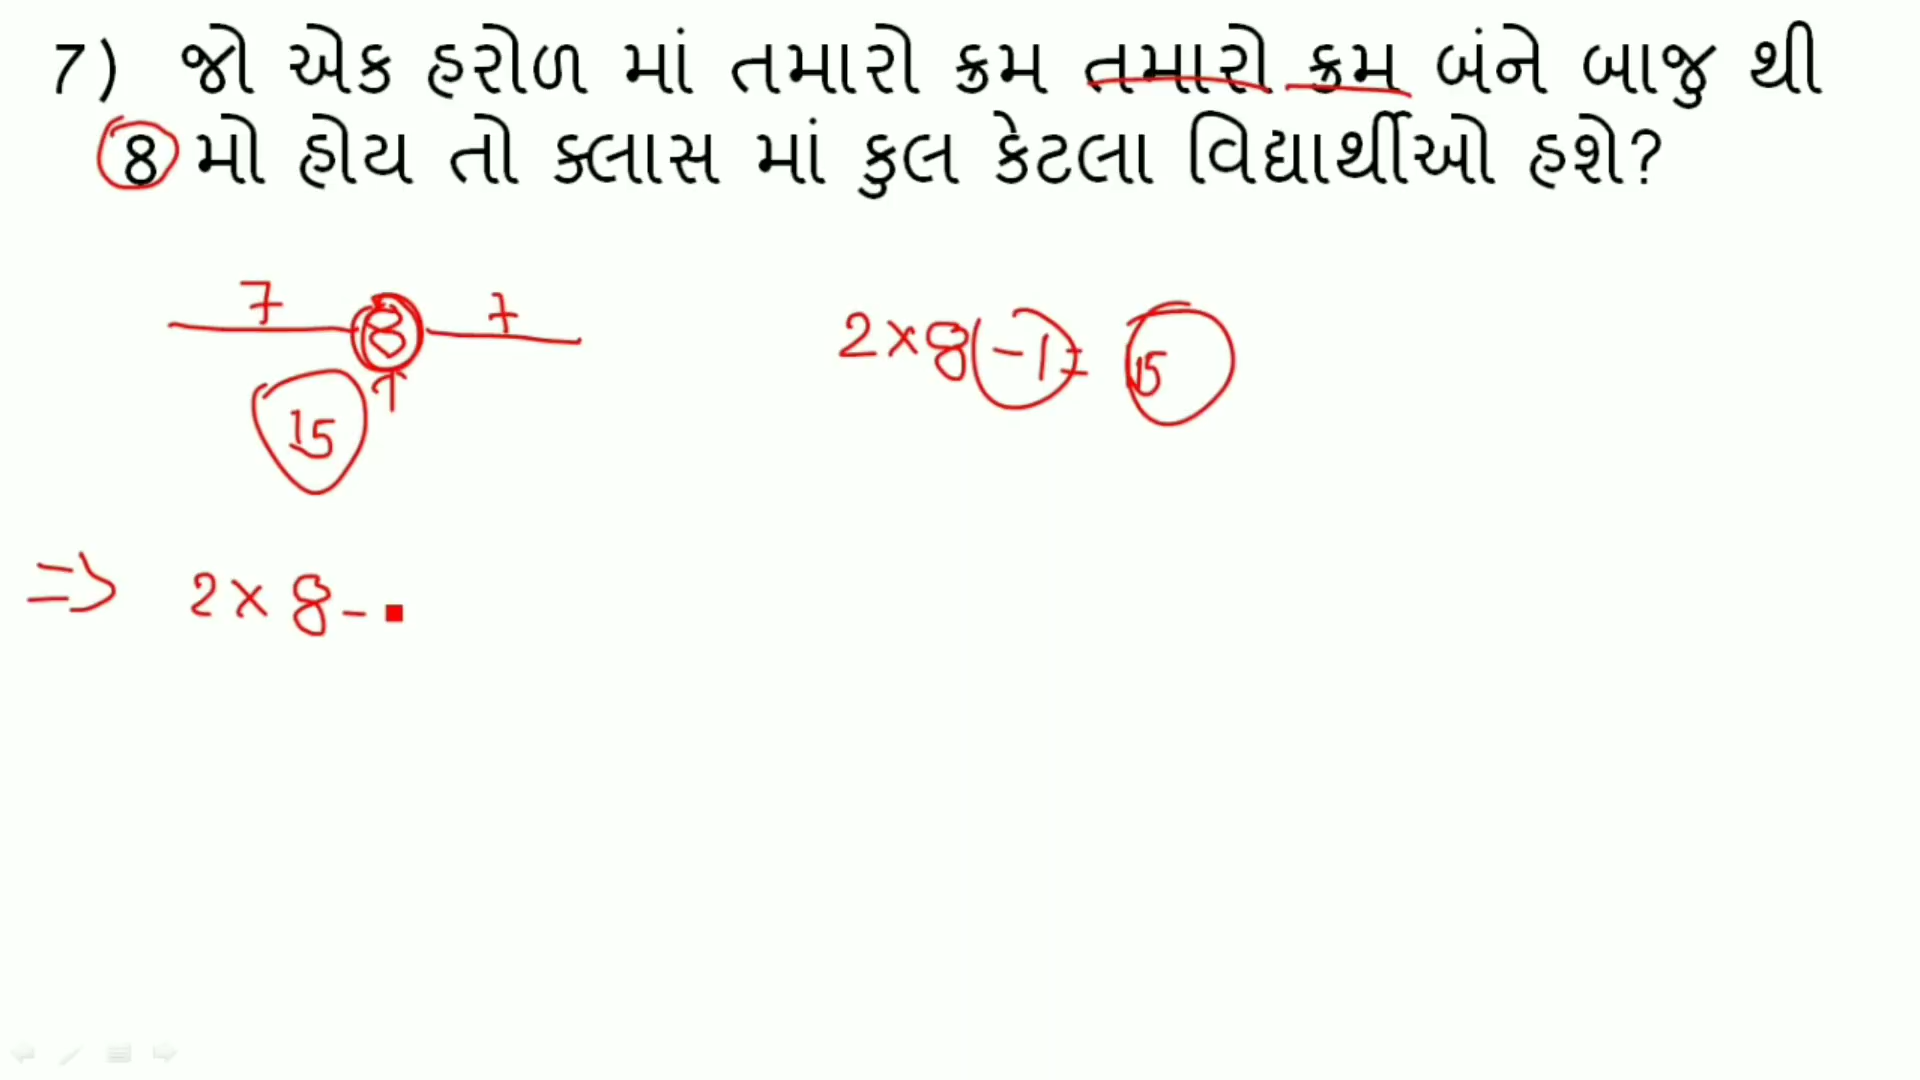 7) જો એક હરોળ માં તમારો ક્રમ તમારો ક્રમ બંને બાજુ થી
8 મો હોય તો ક્લાસ માં કુલ કેટલા વિદ્યાર્થીઓ હશે?
7 8 7
2×8-1= 15
15
⇒ 2× 8-